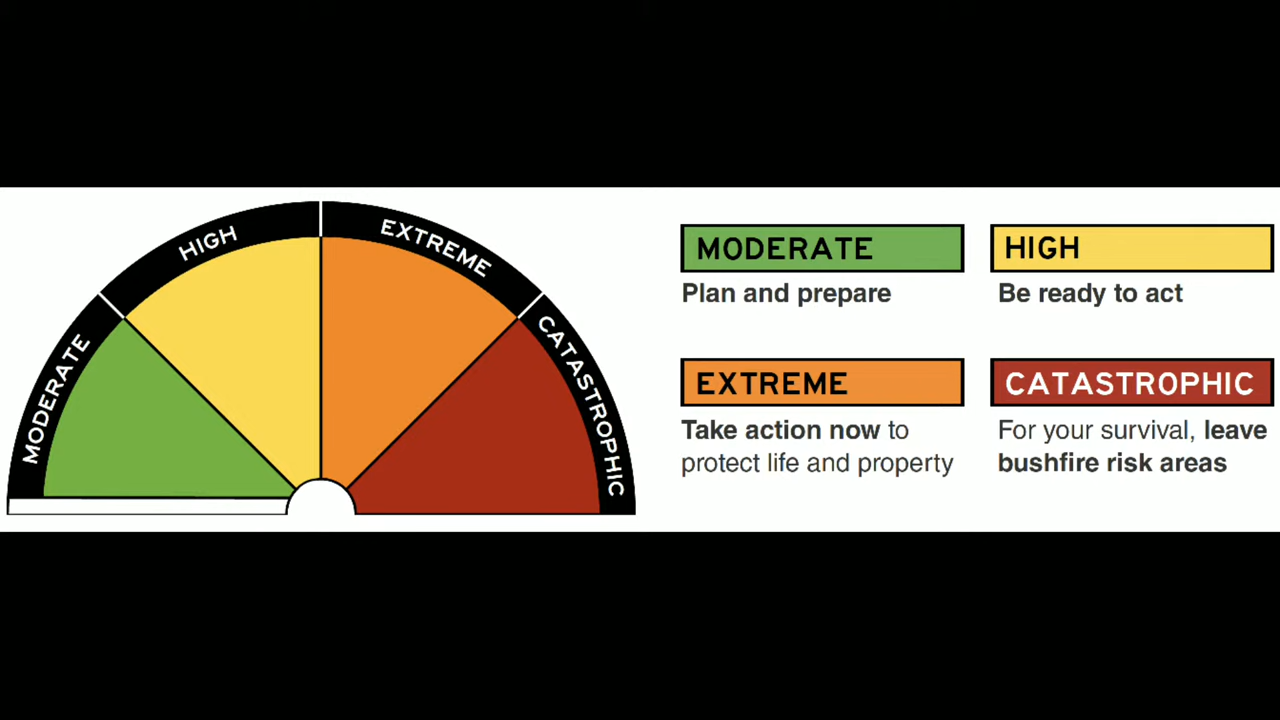 MODERATE
HIGH
EXTREME
CATASTROPHIC
MODERATE
Plan and prepare
HIGH
Be ready to act
EXTREME
Take action now to
protect life and property
CATASTROPHIC
For your survival, leave
bushfire risk areas